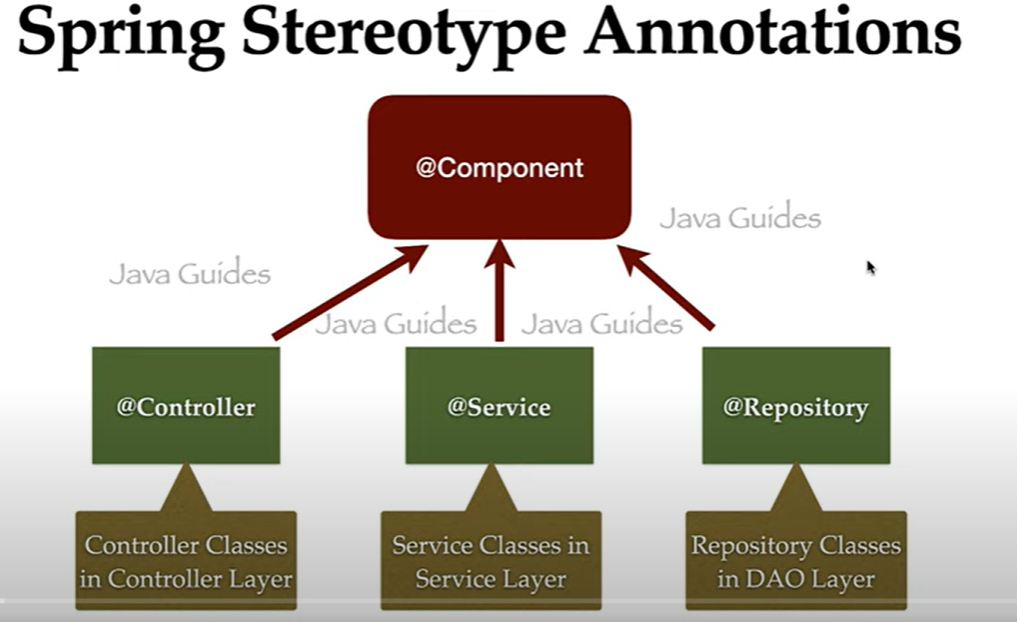 Spring Stereotype Annotations
@Component
Java Guides
Java Guides
Java Guides
Java Guides
@Controller
@Service
@Repository
Controller Classes
in Controller Layer
Service Classes in
Service Layer
Repository Classes
in DAO Layer